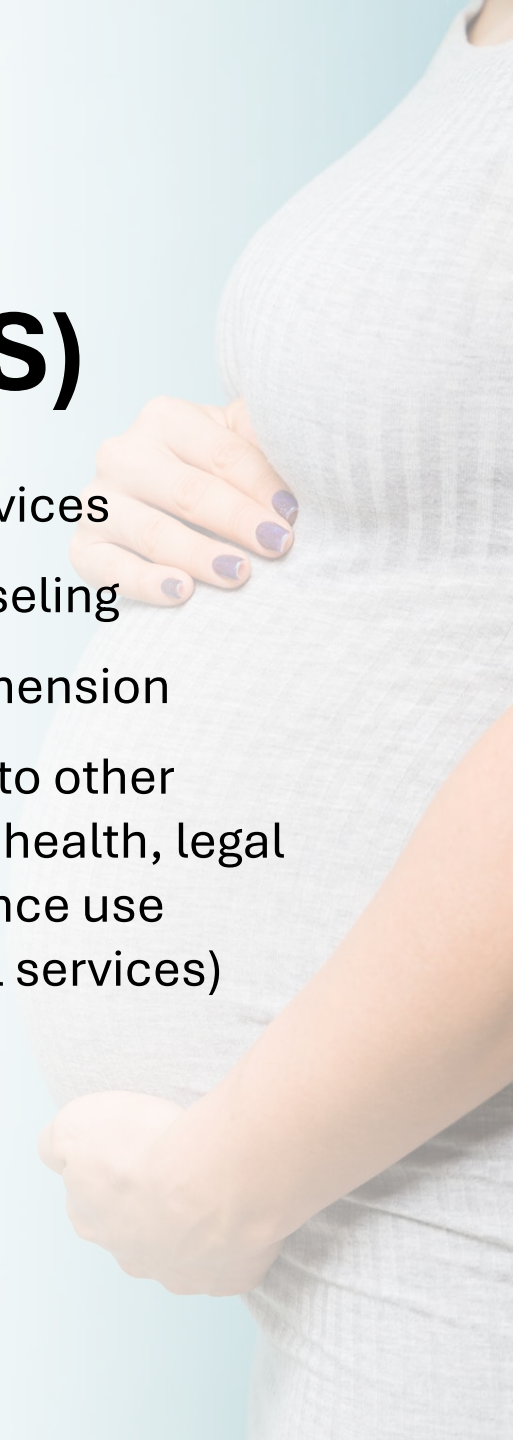 S)
vices
seling
nension
to other
health, legal
nce use
services)